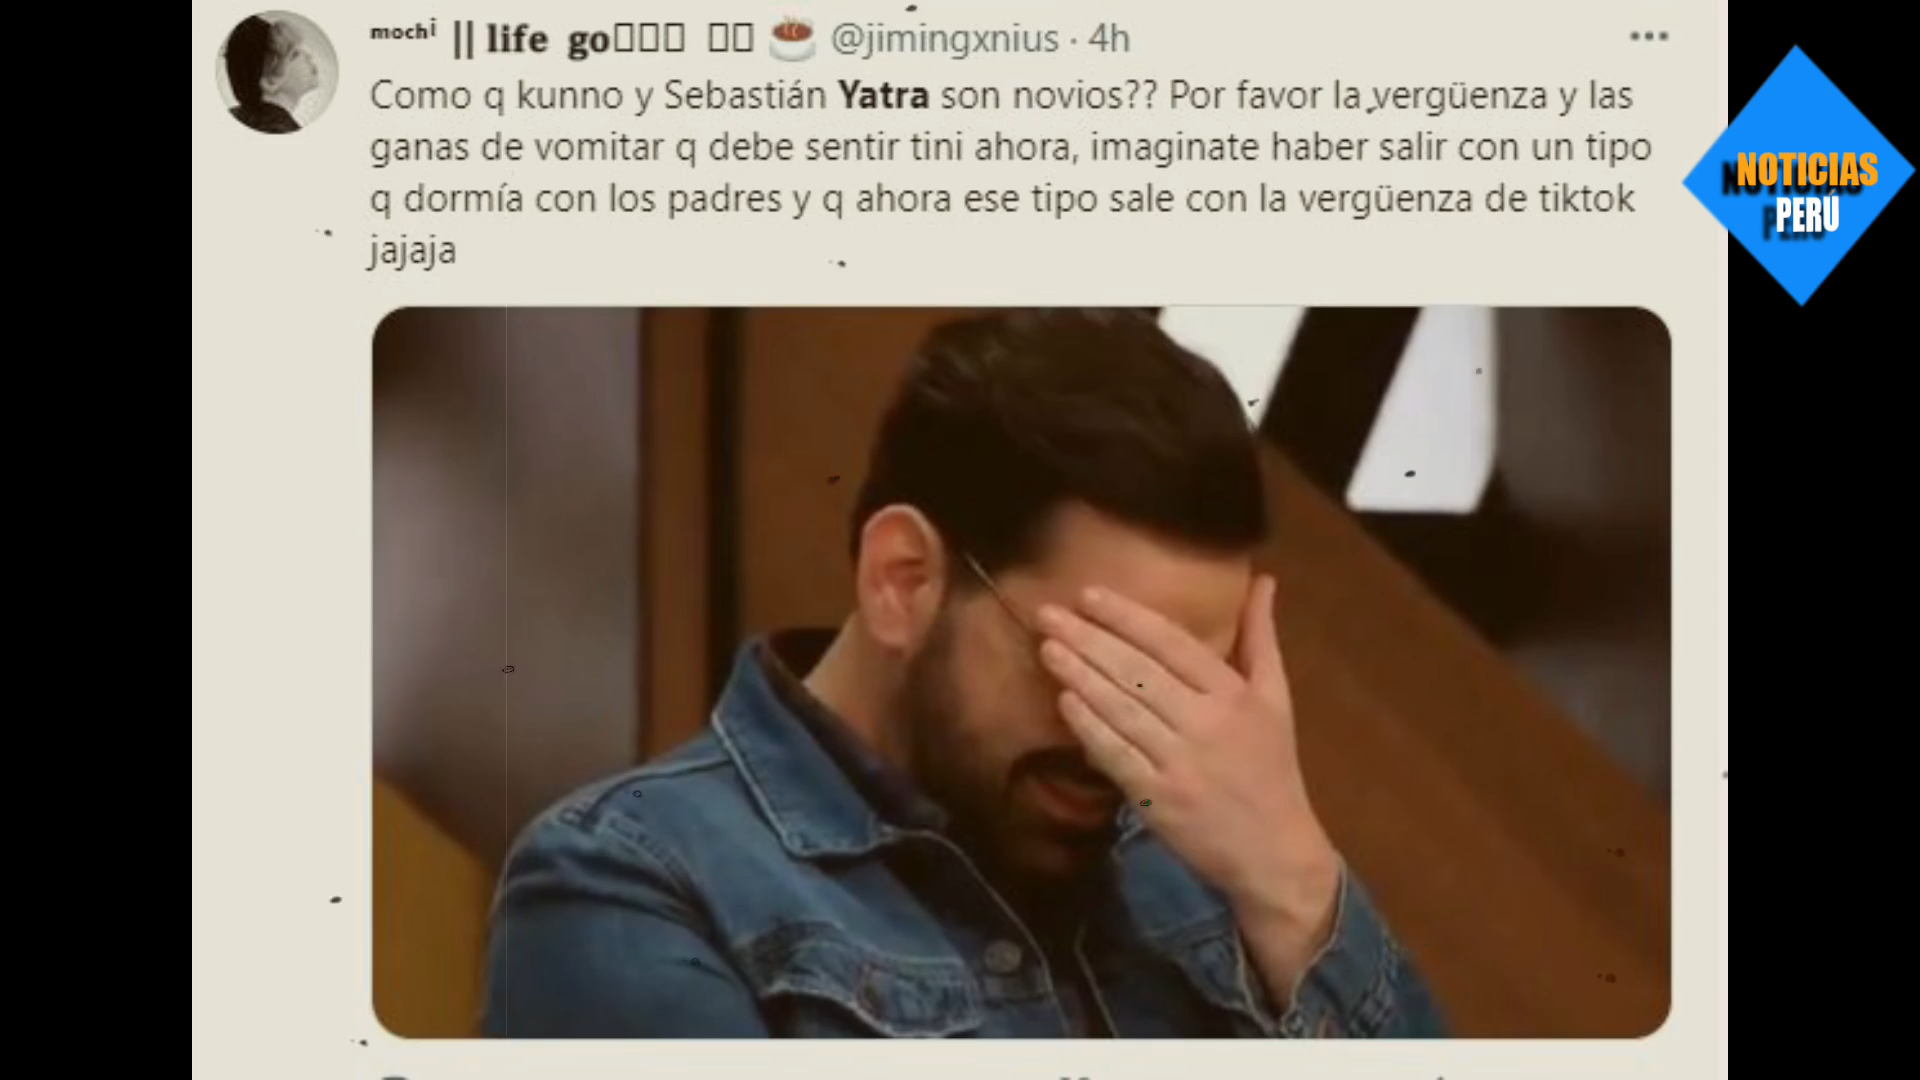 mochi || life go▯▯▯ ▯▯ ☕ @jimingxnius · 4h
Como q kunno y Sebastián Yatra son novios?? Por favor la vergüenza y las
ganas de vomitar q debe sentir tini ahora, imaginate haber salir con un tipo
q dormía con los padres y q ahora ese tipo sale con la vergüenza de tiktok
jajaja
NOTICIAS
PERÚ